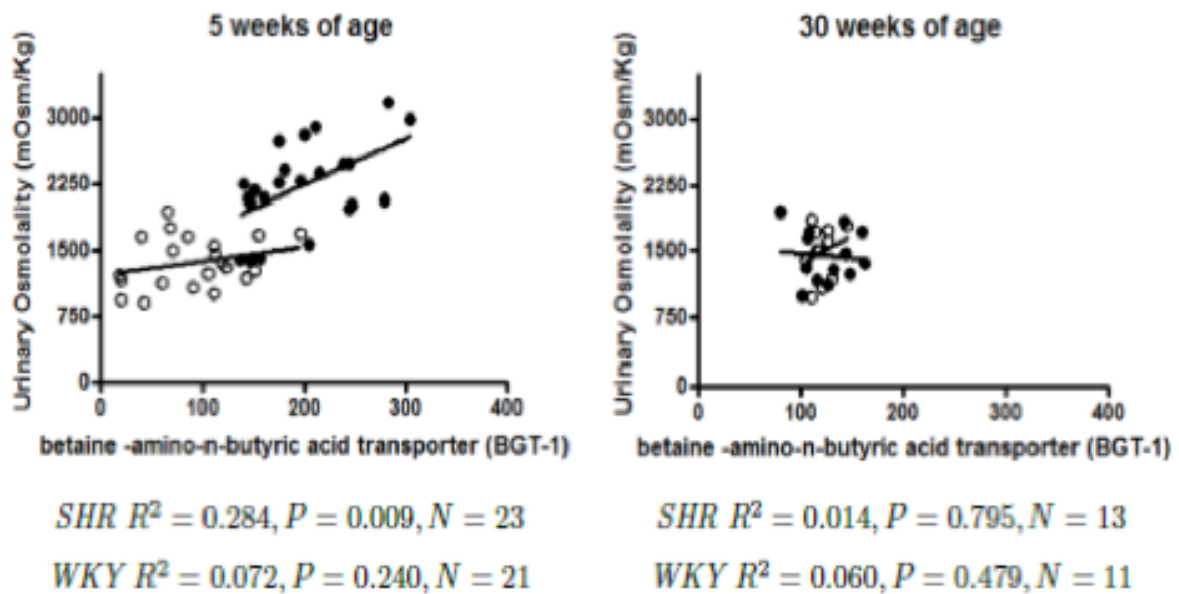 5 weeks of age
Urinary Osmolality (mOsm/Kg)
3000
2250
1500
750
0
0 100 200 300 400
betaine -amino-n-butyric acid transporter (BGT-1)
SHR R² = 0.284, P = 0.009, N = 23
WKY R² = 0.072, P = 0.240, N = 21
30 weeks of age
Urinary Osmolality (mOsm/Kg)
3000
2250
1500
750
0
0 100 200 300 400
betaine -amino-n-butyric acid transporter (BGT-1)
SHR R² = 0.014, P = 0.795, N = 13
WKY R² = 0.060, P = 0.479, N = 11